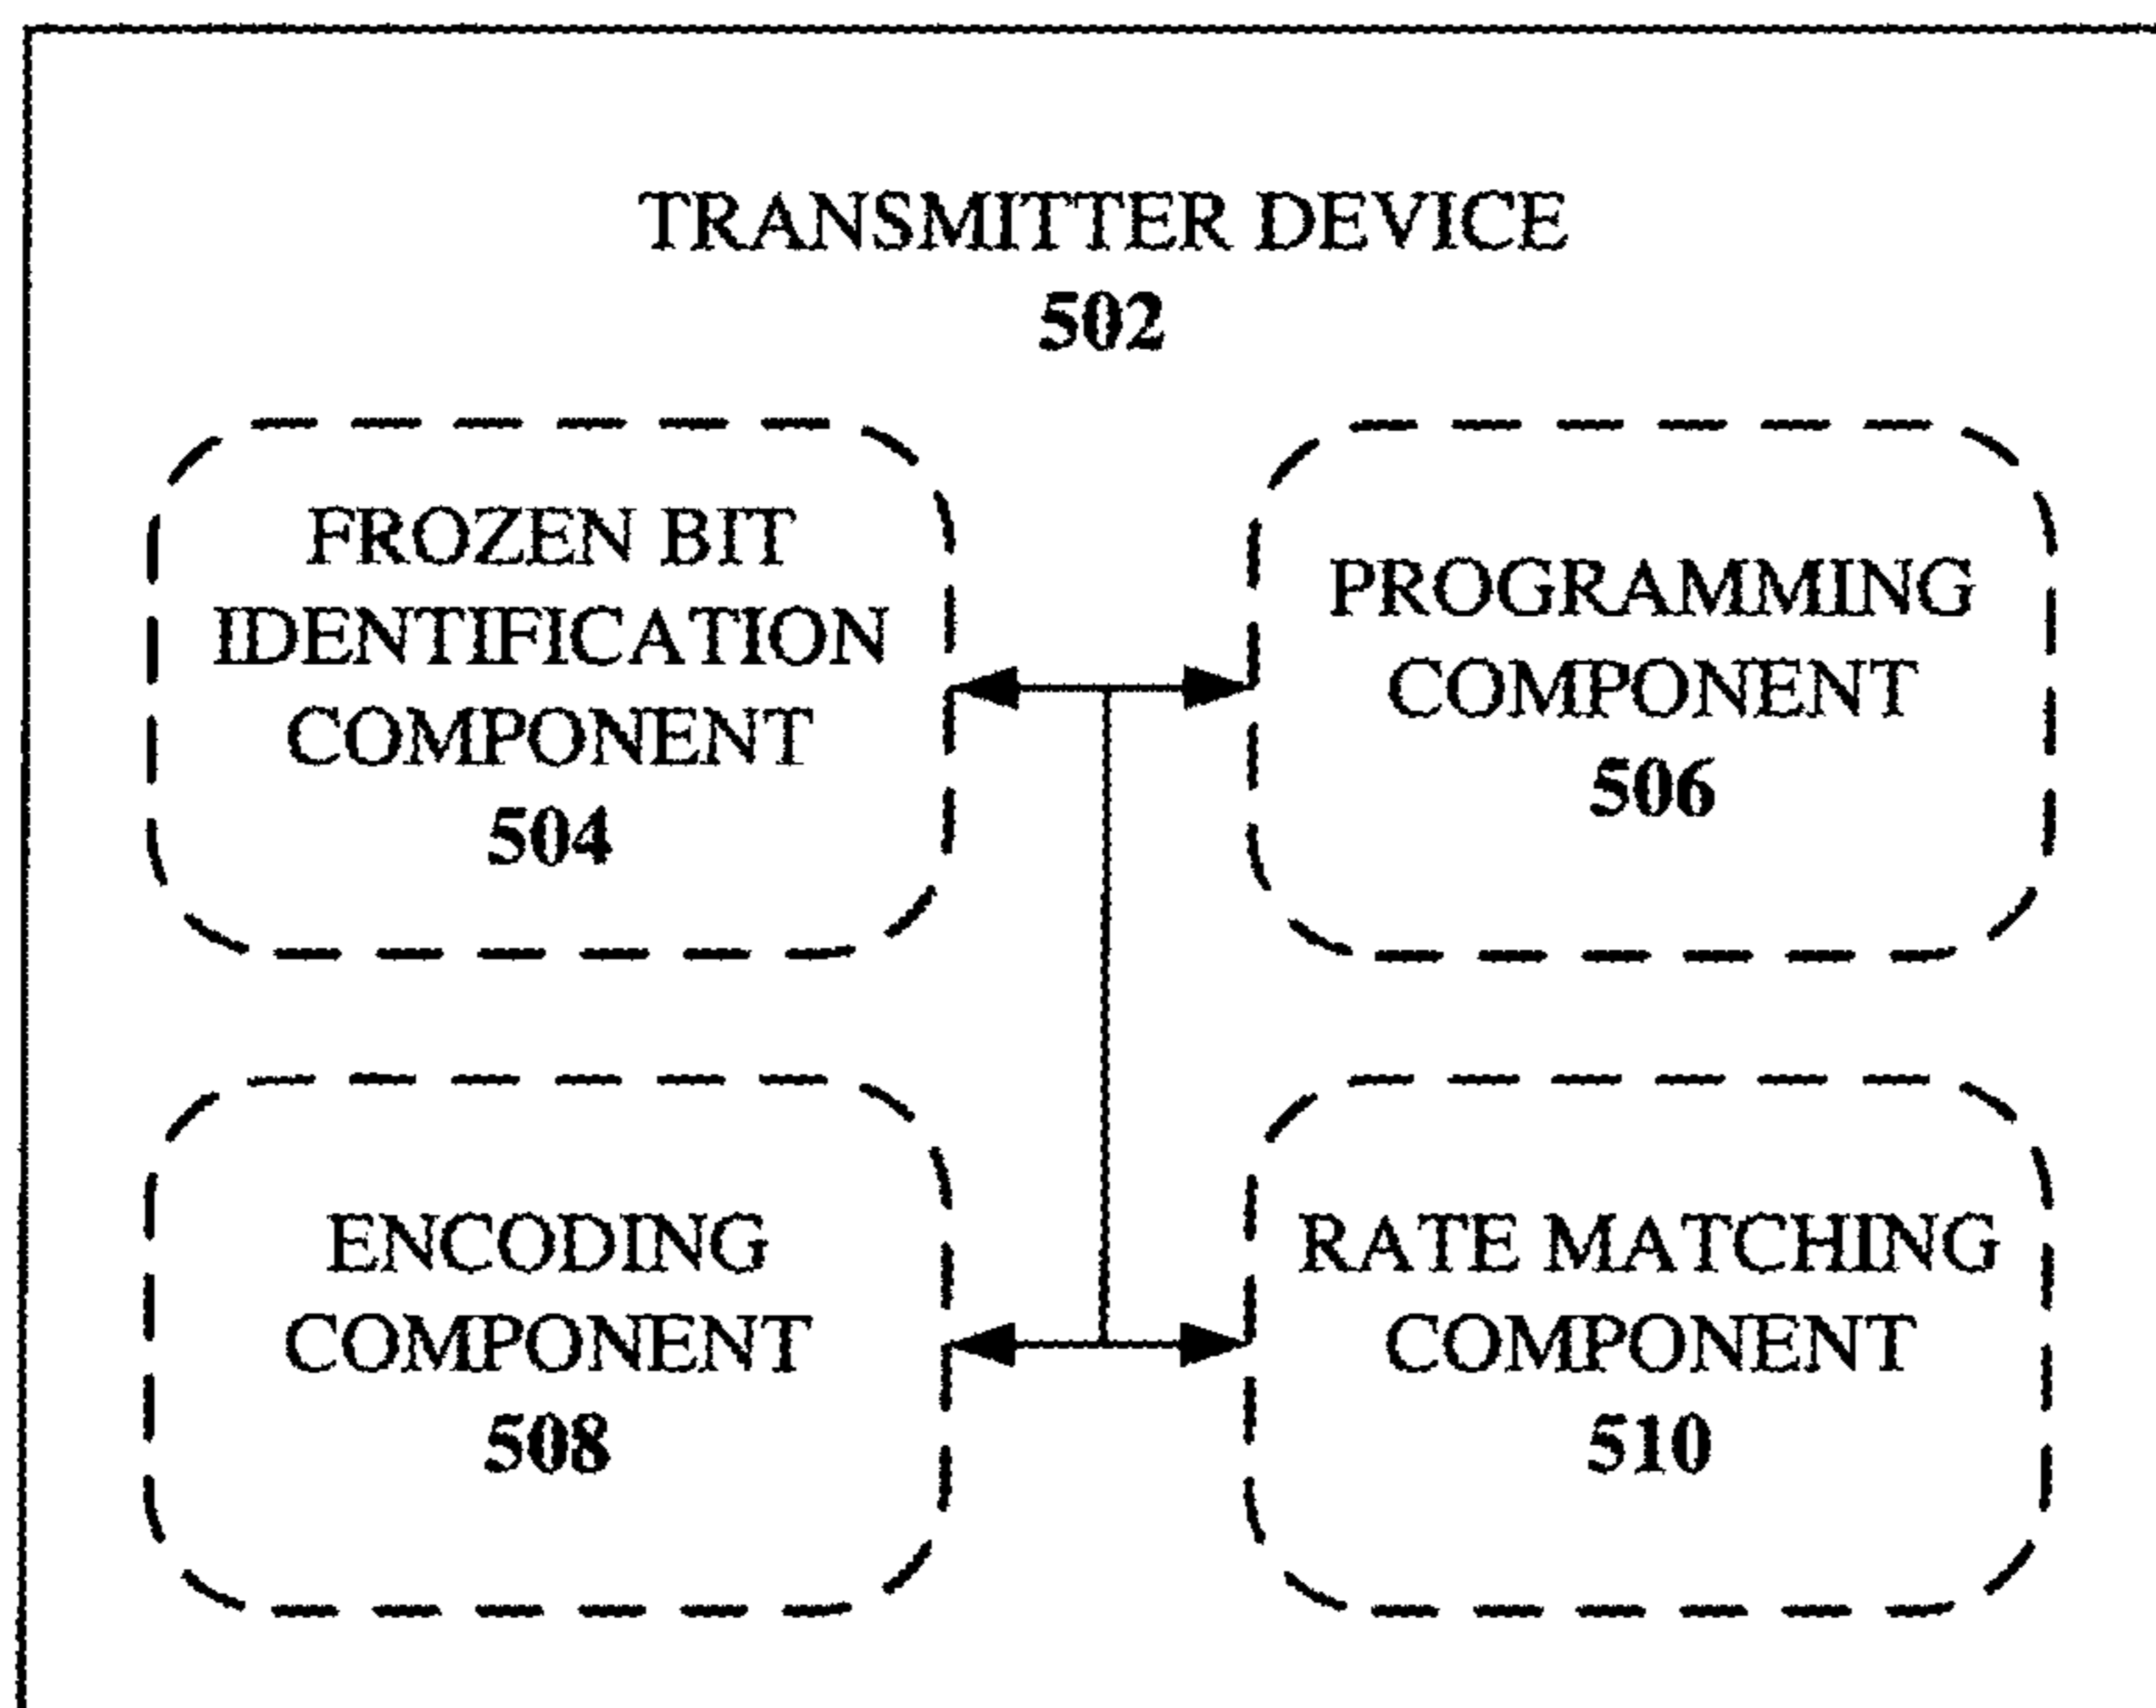 TRANSMITTER DEVICE
502
FROZEN BIT
IDENTIFICATION
COMPONENT
504
PROGRAMMING
COMPONENT
506
ENCODING
COMPONENT
508
RATE MATCHING
COMPONENT
510